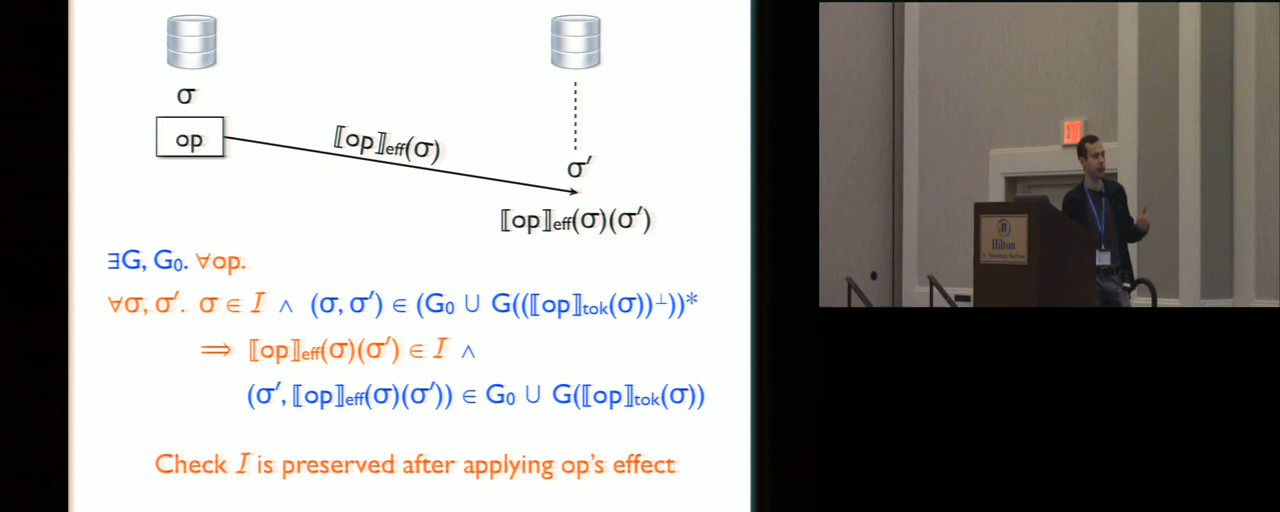 σ
op
⟦op⟧eff(σ)
σ′
⟦op⟧eff(σ)(σ′)
∃G, G₀. ∀op.
∀σ, σ′. σ ∈ I ∧ (σ, σ′) ∈ (G₀ ∪ G((⟦op⟧tok(σ))⊥))*
⟹ ⟦op⟧eff(σ)(σ′) ∈ I ∧
(σ′, ⟦op⟧eff(σ)(σ′)) ∈ G₀ ∪ G(⟦op⟧tok(σ))
Check I is preserved after applying op's effect
Hilton